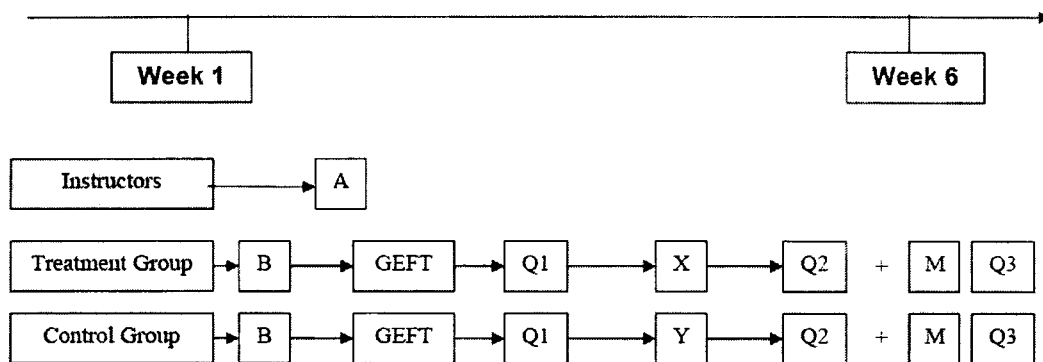 Week 1 Week 6
Instructors A
Treatment Group B GEFT Q1 X Q2 + M Q3
Control Group B GEFT Q1 Y Q2 + M Q3